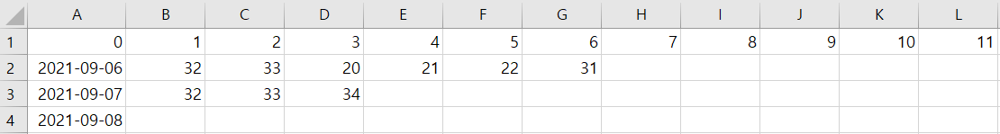 A B C D E F G H I J K L
1 0 1 2 3 4 5 6 7 8 9 10 11
2 2021-09-06 32 33 20 21 22 31
3 2021-09-07 32 33 34
4 2021-09-08